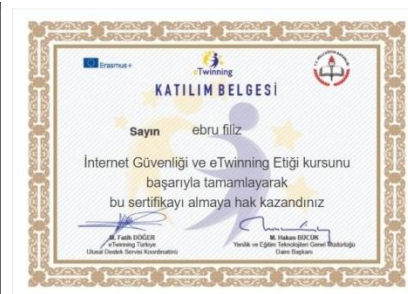 Erasmus+
eTwinning
KATILIM BELGESİ
Sayın ebru filiz
İnternet Güvenliği ve eTwinning Etiği kursunu
başarıyla tamamlayarak
bu sertifikayı almaya hak kazandınız
M. Fatih DÖĞER
eTwinning Türkiye
Ulusal Destek Servisi Koordinatörü
M. Hakan BÜCÜK
Yenilik ve Eğitim Teknolojileri Genel Müdürlüğü
Daire Başkanı